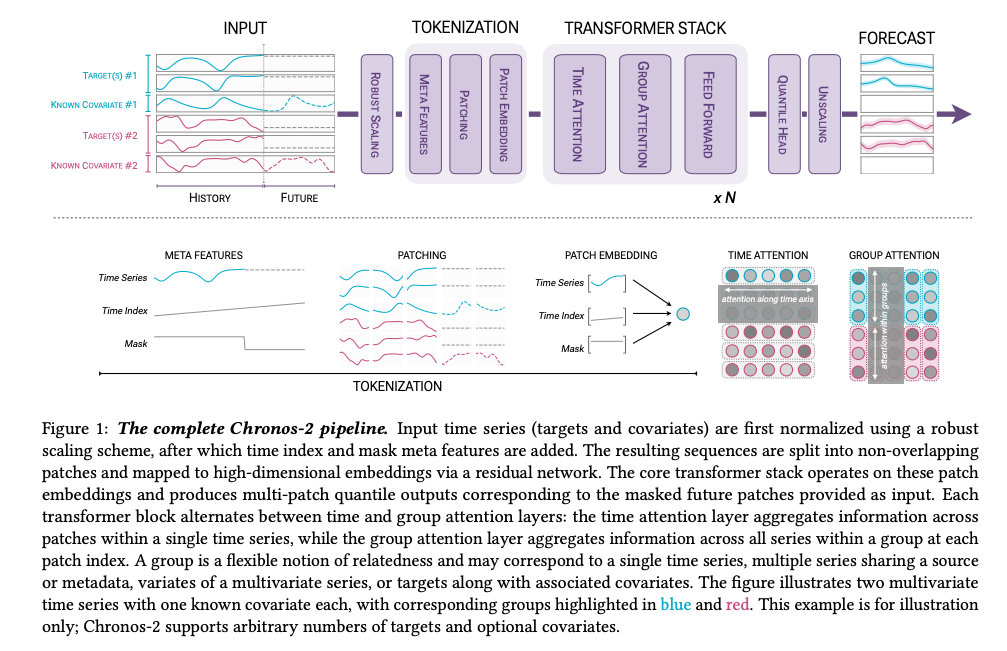 INPUT
TOKENIZATION
TRANSFORMER STACK
FORECAST
TARGET(S) #1
KNOWN COVARIATE #1
TARGET(S) #2
KNOWN COVARIATE #2
HISTORY
FUTURE
ROBUST SCALING
META FEATURES
PATCHING
PATCH EMBEDDING
TIME ATTENTION
GROUP ATTENTION
FEED FORWARD
QUANTILE HEAD
UNSCALING
x N
META FEATURES
Time Series
Time Index
Mask
PATCHING
PATCH EMBEDDING
Time Series
Time Index
Mask
TOKENIZATION
TIME ATTENTION
attention along time axis
GROUP ATTENTION
attention within groups
Figure 1: The complete Chronos-2 pipeline. Input time series (targets and covariates) are first normalized using a robust
scaling scheme, after which time index and mask meta features are added. The resulting sequences are split into non-overlapping
patches and mapped to high-dimensional embeddings via a residual network. The core transformer stack operates on these patch
embeddings and produces multi-patch quantile outputs corresponding to the masked future patches provided as input. Each
transformer block alternates between time and group attention layers: the time attention layer aggregates information across
patches within a single time series, while the group attention layer aggregates information across all series within a group at each
patch index. A group is a flexible notion of relatedness and may correspond to a single time series, multiple series sharing a source
or metadata, variates of a multivariate series, or targets along with associated covariates. The figure illustrates two multivariate
time series with one known covariate each, with corresponding groups highlighted in blue and red. This example is for illustration
only; Chronos-2 supports arbitrary numbers of targets and optional covariates.